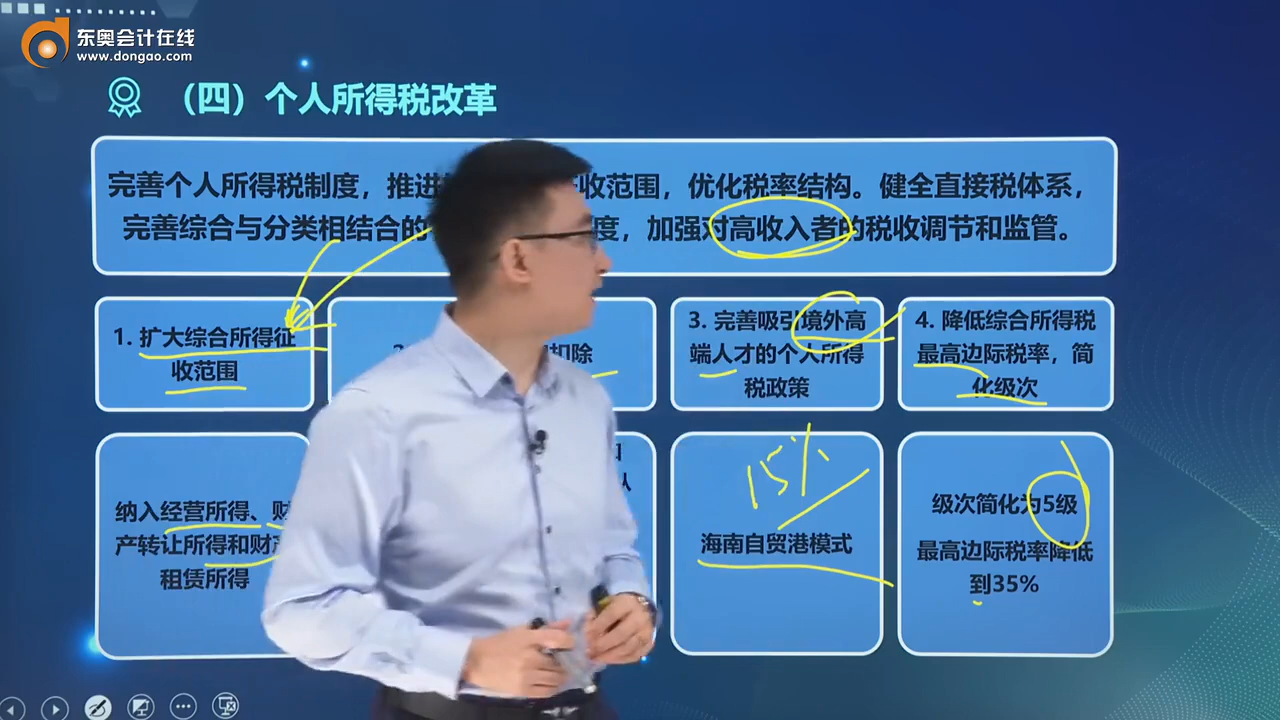 东奥会计在线
www.dongao.com
（四）个人所得税改革
完善个人所得税制度，推进 收范围，优化税率结构。健全直接税体系，
完善综合与分类相结合的 度，加强对高收入者的税收调节和监管。
1. 扩大综合所得征
收范围
扣除
3. 完善吸引境外高
端人才的个人所得
税政策
4. 降低综合所得税
最高边际税率，简
化级次
纳入经营所得、财
产转让所得和财产
租赁所得
15%
海南自贸港模式
级次简化为5级
最高边际税率降低
到35%